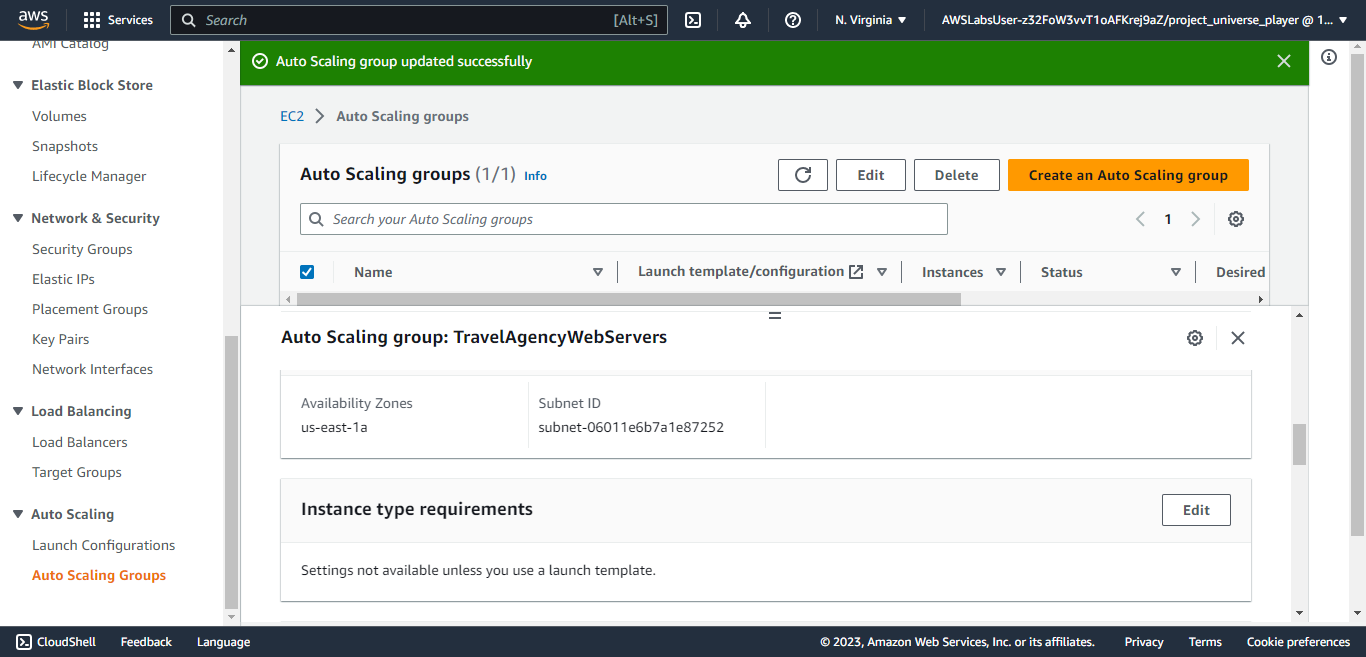 aws
Services
Search
[Alt+S]
N. Virginia
AWSLabsUser-z32FoW3vvT1oAFKrej9aZ/project_universe_player @ 1...
AMI Catalog
Elastic Block Store
Volumes
Snapshots
Lifecycle Manager
Network & Security
Security Groups
Elastic IPs
Placement Groups
Key Pairs
Network Interfaces
Load Balancing
Load Balancers
Target Groups
Auto Scaling
Launch Configurations
Auto Scaling Groups
Auto Scaling group updated successfully
EC2 > Auto Scaling groups
Auto Scaling groups (1/1) Info
Edit
Delete
Create an Auto Scaling group
Search your Auto Scaling groups
1
Name
Launch template/configuration
Instances
Status
Desired
Auto Scaling group: TravelAgencyWebServers
Availability Zones
us-east-1a
Subnet ID
subnet-06011e6b7a1e87252
Instance type requirements
Edit
Settings not available unless you use a launch template.
CloudShell
Feedback
Language
© 2023, Amazon Web Services, Inc. or its affiliates.
Privacy
Terms
Cookie preferences